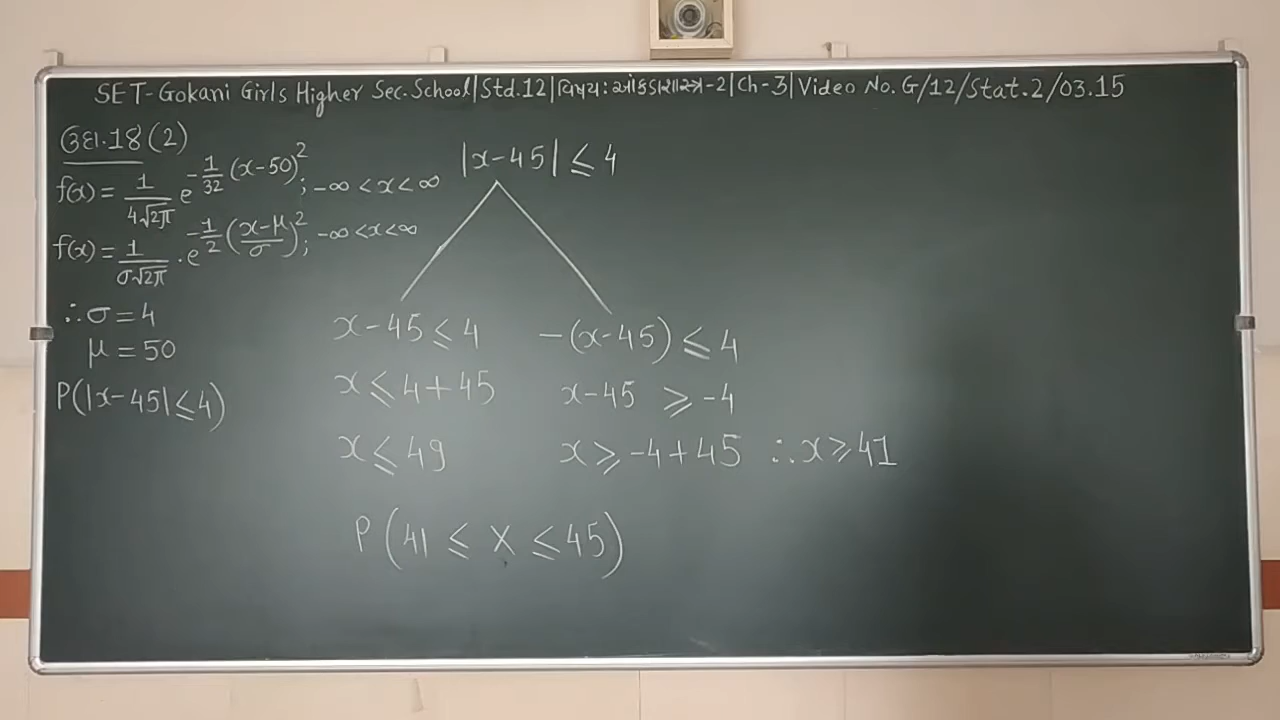 SET-Gokani Girls Higher Sec. School|Std.12|વિષય: આંકડાશાસ્ત્ર-2|Ch-3|Video No. G/12/Stat.2/03.15
ઉદા.18(2)
f(x) = 1/(4√2π) e^(-1/32 (x-50)^2) ; -∞ < x < ∞
f(x) = 1/(σ√2π) . e^(-1/2 ((x-μ)/σ)^2) ; -∞ < x < ∞
∴ σ = 4
μ = 50
P(|x-45| ≤ 4)
|x-45| ≤ 4
x-45 ≤ 4
x ≤ 4+45
x ≤ 49
-(x-45) ≤ 4
x-45 ≥ -4
x ≥ -4+45 ∴ x ≥ 41
P(41 ≤ X ≤ 45)